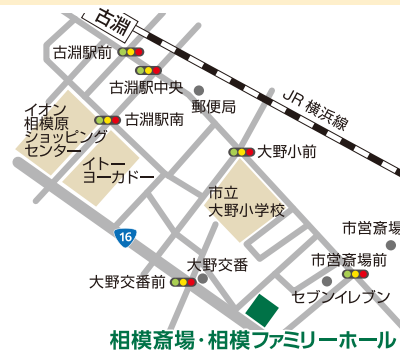 古淵
古淵駅前
古淵駅中央
郵便局
JR横浜線
イオン
相模原
ショッピング
センター
古淵駅南
イトー
ヨーカドー
大野小前
市立
大野小学校
16
市営斎場
市営斎場前
大野交番
大野交番前
セブンイレブン
相模斎場・相模ファミリーホール